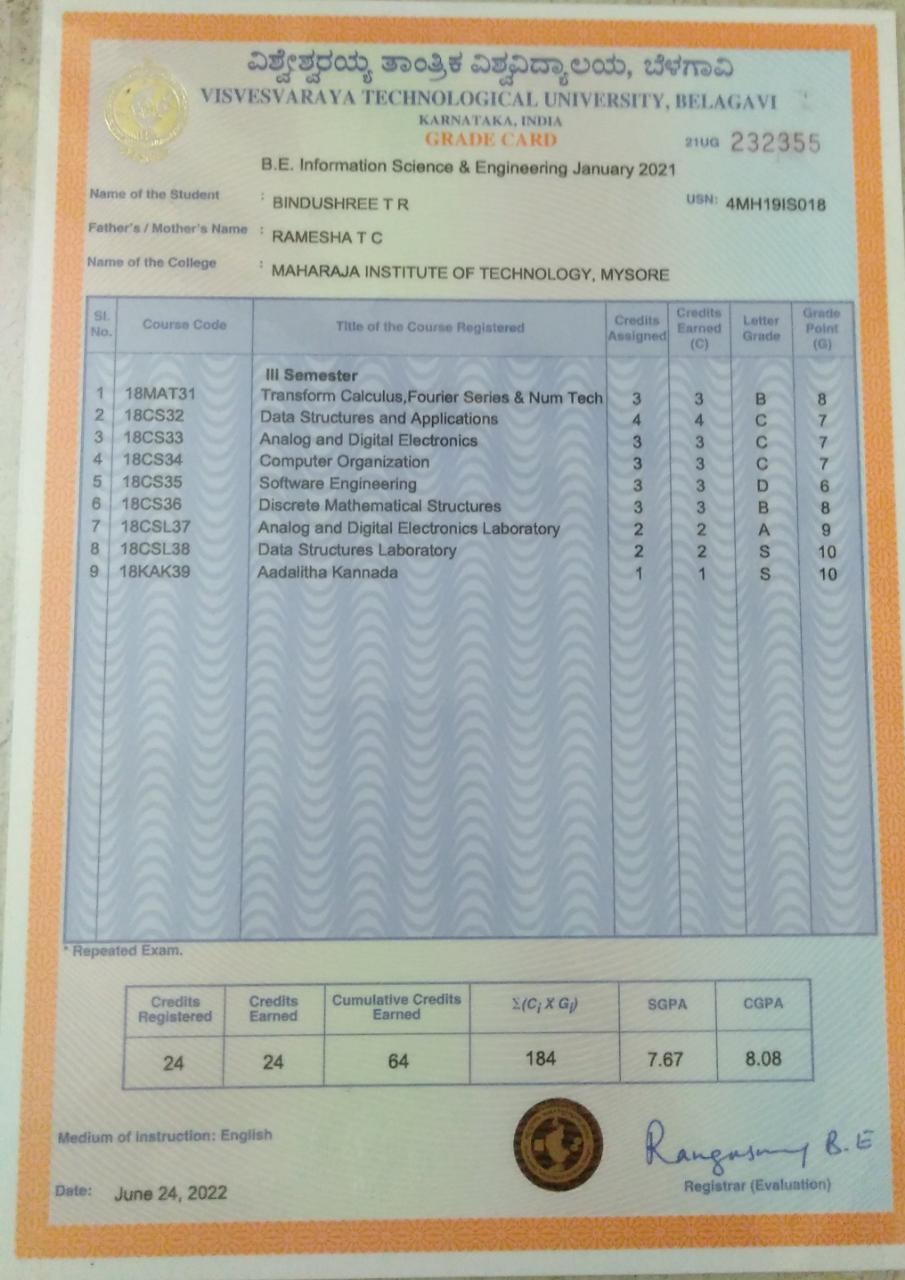 ವಿಶ್ವೇಶ್ವರಯ್ಯ ತಾಂತ್ರಿಕ ವಿಶ್ವವಿದ್ಯಾಲಯ, ಬೆಳಗಾವಿ
VISVESVARAYA TECHNOLOGICAL UNIVERSITY, BELAGAVI
KARNATAKA, INDIA
GRADE CARD
21UG 232355
B.E. Information Science & Engineering January 2021
Name of the Student : BINDUSHREE T R USN: 4MH19IS018
Father's / Mother's Name : RAMESHA T C
Name of the College : MAHARAJA INSTITUTE OF TECHNOLOGY, MYSORE
Sl. No. Course Code Title of the Course Registered Credits Assigned Credits Earned (C) Letter Grade Grade Point (G)
III Semester
1 18MAT31 Transform Calculus,Fourier Series & Num Tech 3 3 B 8
2 18CS32 Data Structures and Applications 4 4 C 7
3 18CS33 Analog and Digital Electronics 3 3 C 7
4 18CS34 Computer Organization 3 3 C 7
5 18CS35 Software Engineering 3 3 D 6
6 18CS36 Discrete Mathematical Structures 3 3 B 8
7 18CSL37 Analog and Digital Electronics Laboratory 2 2 A 9
8 18CSL38 Data Structures Laboratory 2 2 S 10
9 18KAK39 Aadalitha Kannada 1 1 S 10
* Repeated Exam.
Credits Registered Credits Earned Cumulative Credits Earned Σ(Ci X Gi) SGPA CGPA
24 24 64 184 7.67 8.08
Medium of Instruction: English
Rangaswamy B.E
Registrar (Evaluation)
Date: June 24, 2022